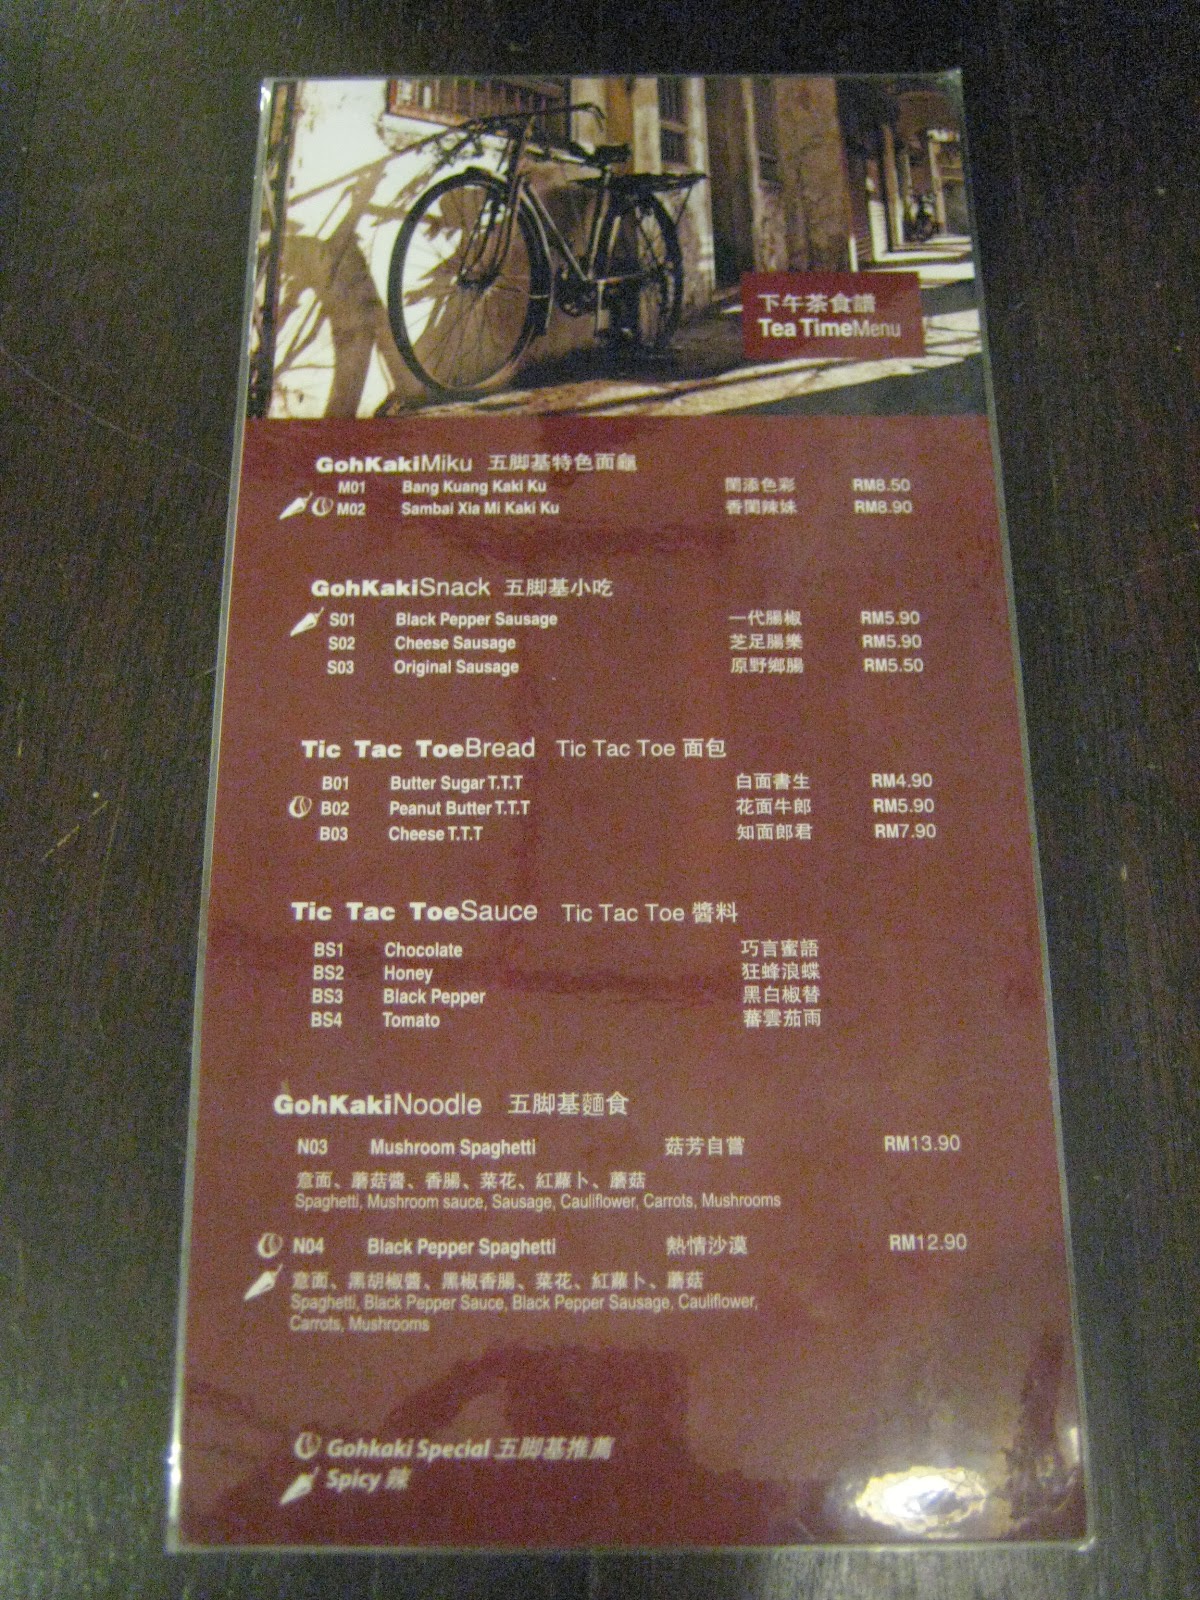 下午茶食譜
Tea TimeMenu
GohKakiMiku 五脚基特色面龜
M01 Bang Kuang Kaki Ku 閨添色彩 RM8.50
M02 Sambai Xia Mi Kaki Ku 香閨辣妹 RM8.90
GohKakiSnack 五脚基小吃
S01 Black Pepper Sausage 一代腸椒 RM5.90
S02 Cheese Sausage 芝足腸樂 RM5.90
S03 Original Sausage 原野鄉腸 RM5.50
Tic Tac ToeBread Tic Tac Toe 面包
B01 Butter Sugar T.T.T 白面書生 RM4.90
B02 Peanut Butter T.T.T 花面牛郎 RM5.90
B03 Cheese T.T.T 知面郎君 RM7.90
Tic Tac ToeSauce Tic Tac Toe 醬料
BS1 Chocolate 巧言蜜語
BS2 Honey 狂蜂浪蝶
BS3 Black Pepper 黑白椒替
BS4 Tomato 蕃雲茄雨
GohKakiNoodle 五脚基麵食
N03 Mushroom Spaghetti 菇芳自嘗 RM13.90
意面、蘑菇醬、香腸、菜花、紅蘿卜、蘑菇
Spaghetti, Mushroom sauce, Sausage, Cauliflower, Carrots, Mushrooms
N04 Black Pepper Spaghetti 熱情沙漠 RM12.90
意面、黑胡椒醬、黑椒香腸、菜花、紅蘿卜、蘑菇
Spaghetti, Black Pepper Sauce, Black Pepper Sausage, Cauliflower,
Carrots, Mushrooms
Gohkaki Special 五脚基推薦
Spicy 辣